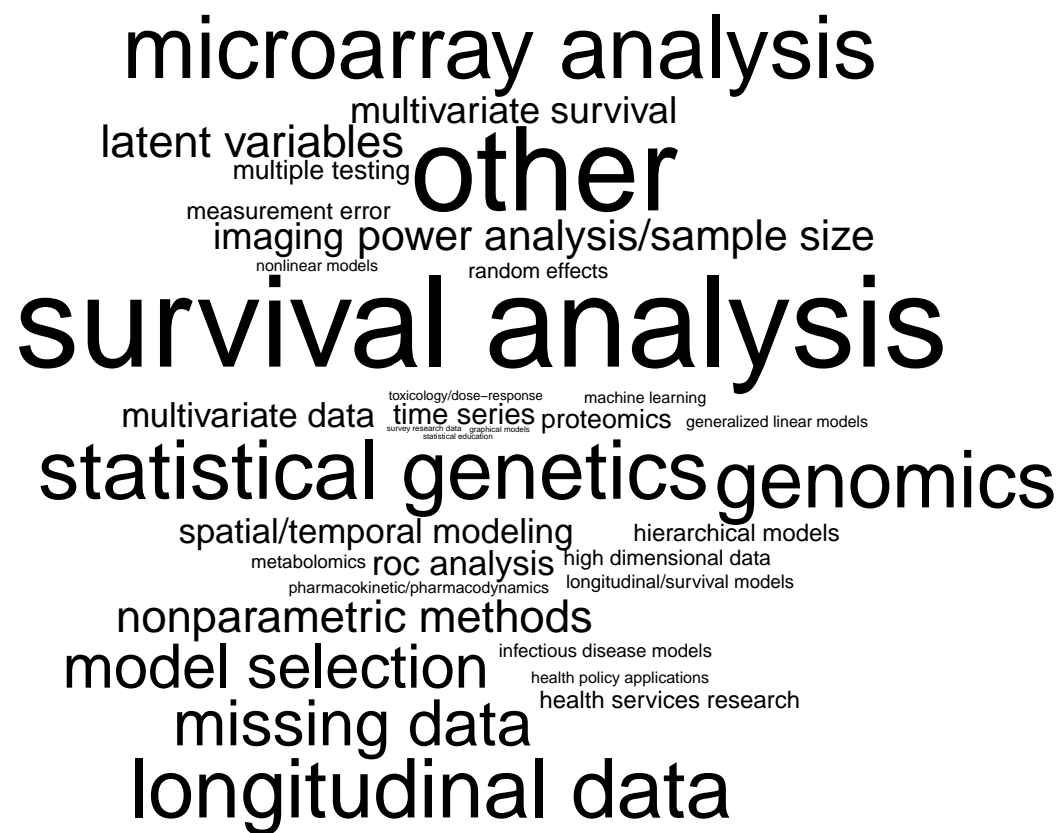 microarray analysis
multivariate survival
latent variables
other
multiple testing
measurement error
imaging
power analysis/sample size
nonlinear models
random effects
survival analysis
toxicology/dose−response
machine learning
multivariate data
time series
proteomics
generalized linear models
survey research data
graphical models
statistical education
statistical genetics
genomics
spatial/temporal modeling
hierarchical models
metabolomics
roc analysis
high dimensional data
pharmacokinetic/pharmacodynamics
longitudinal/survival models
nonparametric methods
model selection
infectious disease models
health policy applications
health services research
missing data
longitudinal data